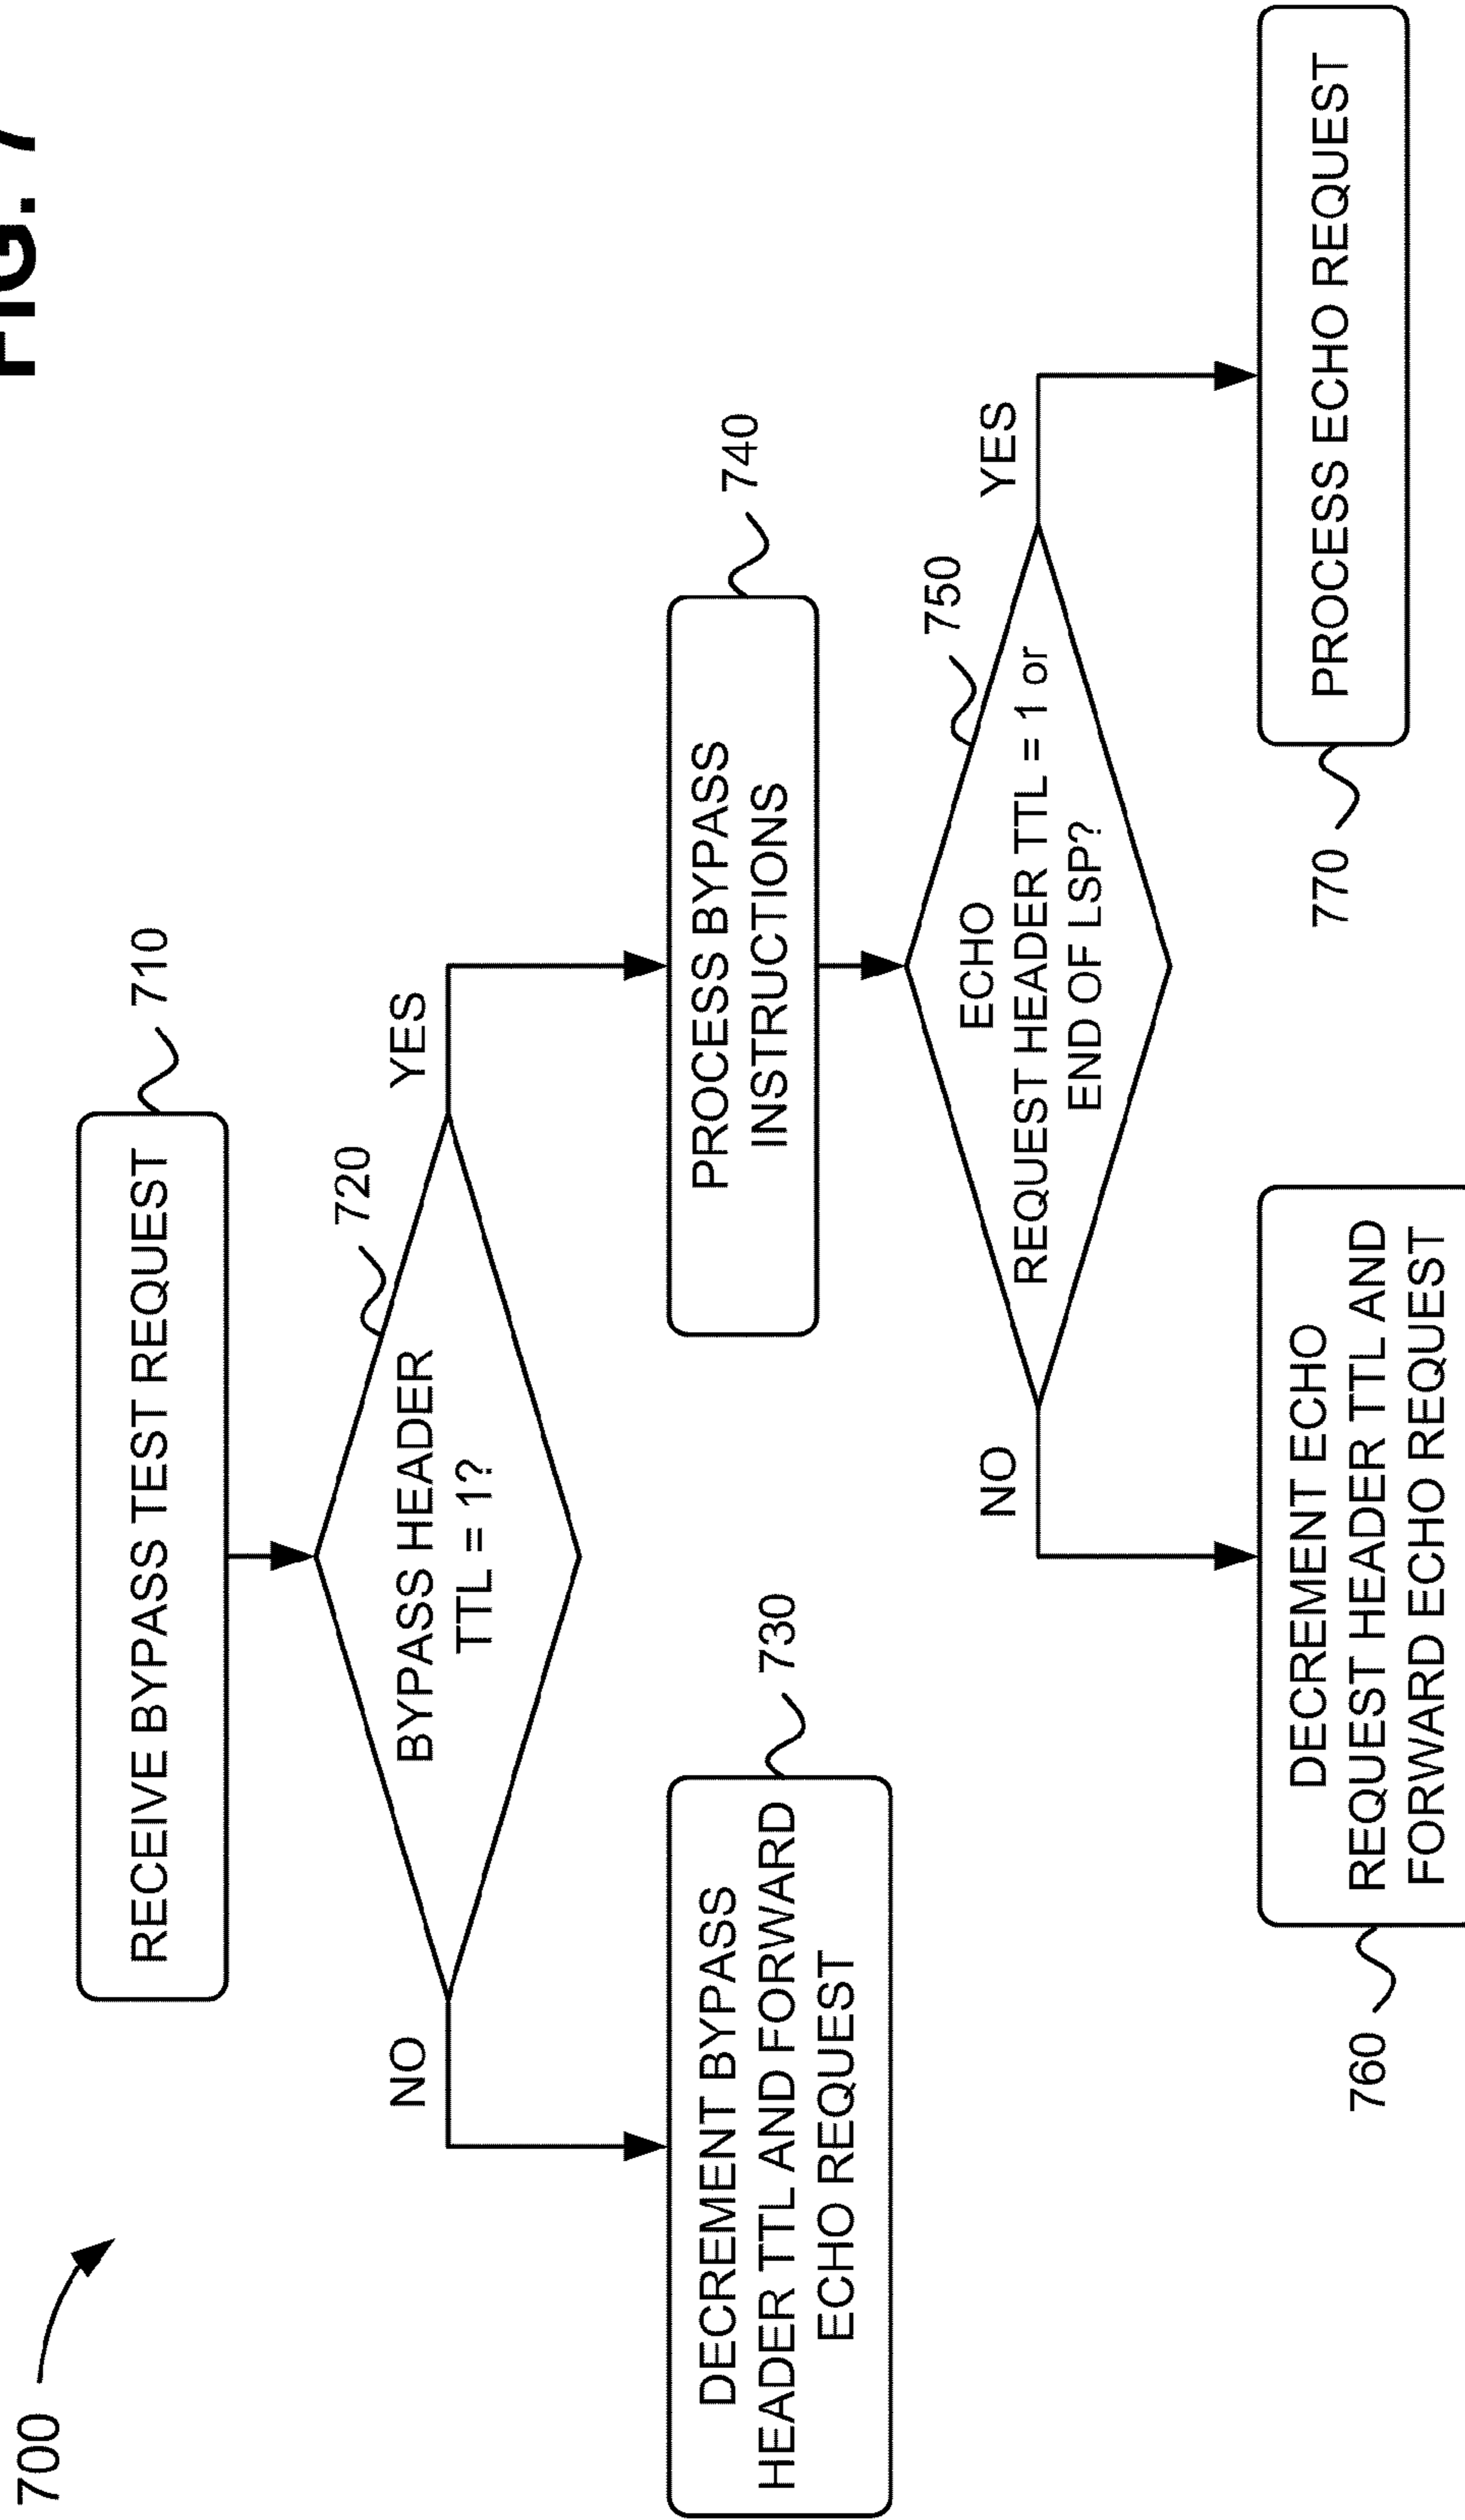 FIG. 7
700
RECEIVE BYPASS TEST REQUEST
710
720
BYPASS HEADER
TTL = 1?
NO
YES
DECREMENT BYPASS
HEADER TTL AND FORWARD
ECHO REQUEST
730
PROCESS BYPASS
INSTRUCTIONS
740
750
ECHO
REQUEST HEADER TTL = 1 or
END OF LSP?
NO
YES
760
DECREMENT ECHO
REQUEST HEADER TTL AND
FORWARD ECHO REQUEST
770
PROCESS ECHO REQUEST